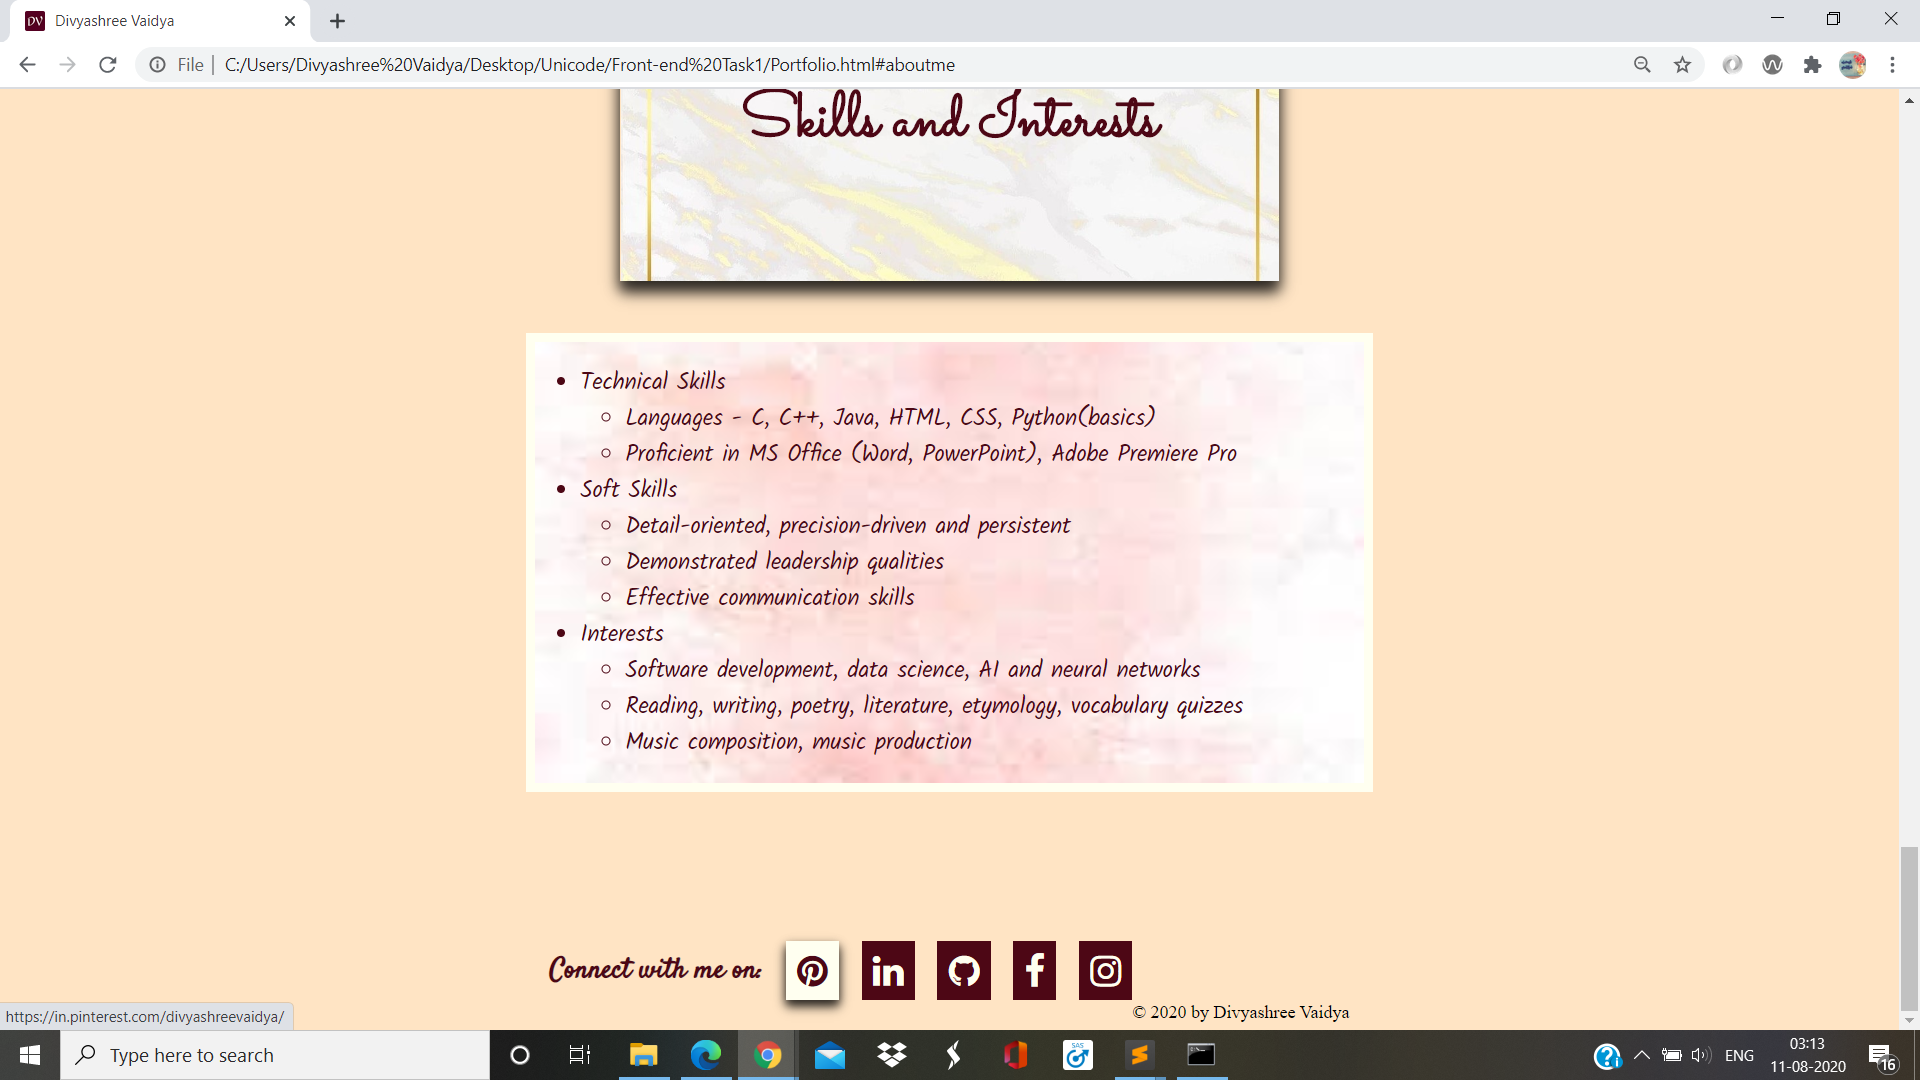 DV Divyashree Vaidya
File | C:/Users/Divyashree%20Vaidya/Desktop/Unicode/Front-end%20Task1/Portfolio.html#aboutme
Skills and Interests
Technical Skills
Languages - C, C++, Java, HTML, CSS, Python(basics)
Proficient in MS Office (Word, PowerPoint), Adobe Premiere Pro
Soft Skills
Detail-oriented, precision-driven and persistent
Demonstrated leadership qualities
Effective communication skills
Interests
Software development, data science, AI and neural networks
Reading, writing, poetry, literature, etymology, vocabulary quizzes
Music composition, music production
Connect with me on:
© 2020 by Divyashree Vaidya
https://in.pinterest.com/divyashreevaidya/
Type here to search
SAS
ENG
03:13
11-08-2020
16